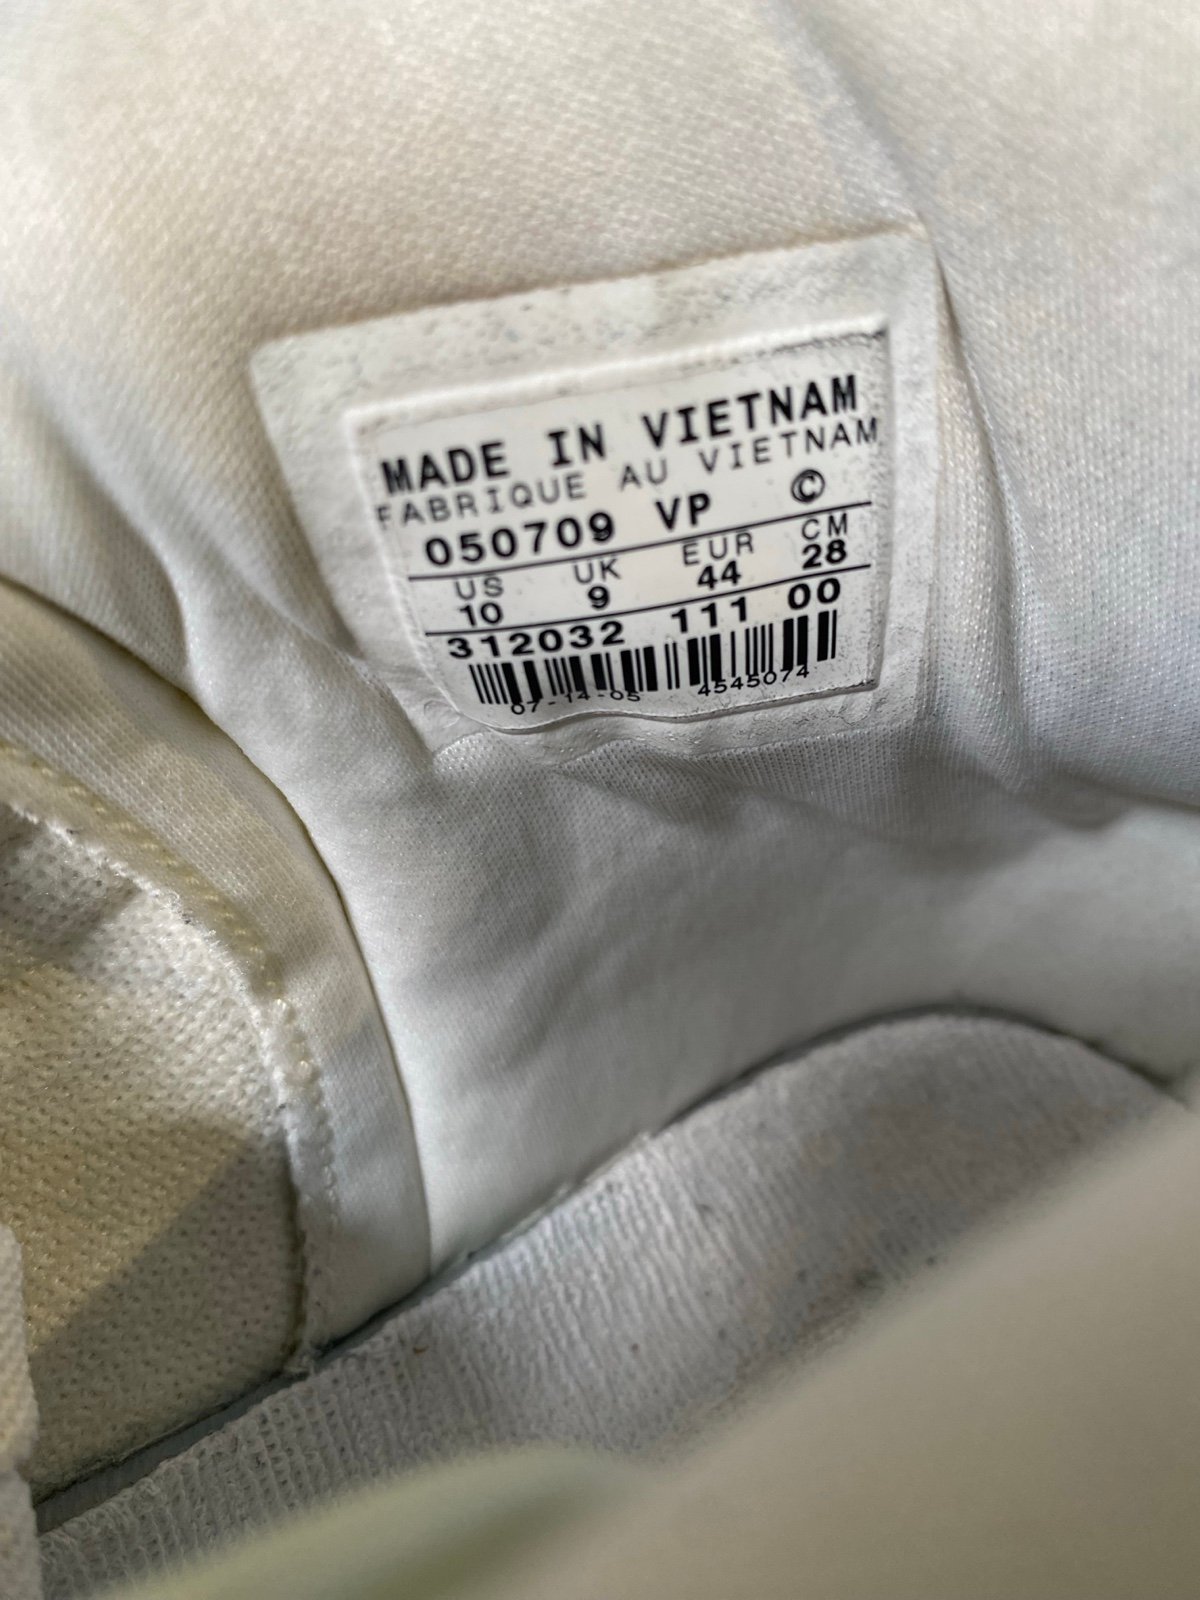 MADE IN VIETNAM
FABRIQUE AU VIETNAM
050709 VP ©
US UK EUR CM
10 9 44 28
312032 111 00
07-14-05 4545074